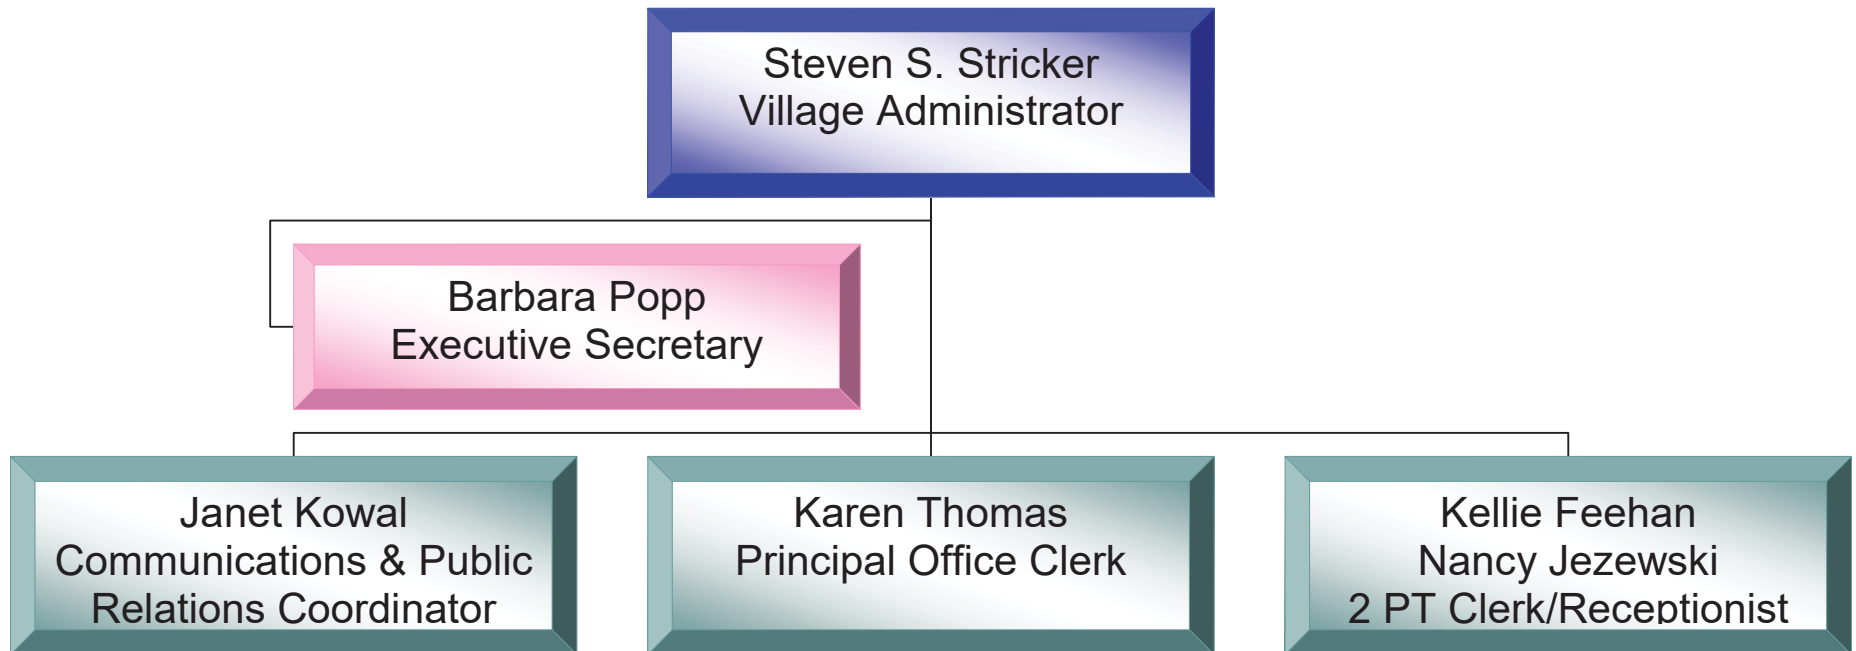 Steven S. Stricker
Village Administrator
Barbara Popp
Executive Secretary
Janet Kowal
Communications & Public
Relations Coordinator
Karen Thomas
Principal Office Clerk
Kellie Feehan
Nancy Jezewski
2 PT Clerk/Receptionist